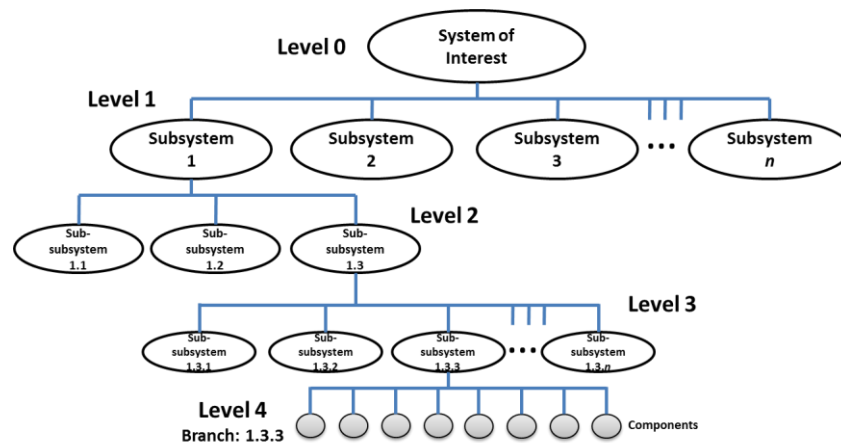 Level 0
System of
Interest
Level 1
Subsystem
1
Subsystem
2
Subsystem
3
...
Subsystem
n
Level 2
Sub-
subsystem
1.1
Sub-
subsystem
1.2
Sub-
subsystem
1.3
Level 3
Sub-
subsystem
1.3.1
Sub-
subsystem
1.3.2
Sub-
subsystem
1.3.3
...
Sub-
subsystem
1.3.n
Level 4
Branch: 1.3.3
Components